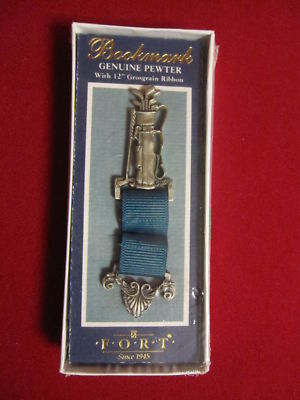 Bookmark
GENUINE PEWTER
With 12" Grosgrain Ribbon
F·O·R·T
Since 1945